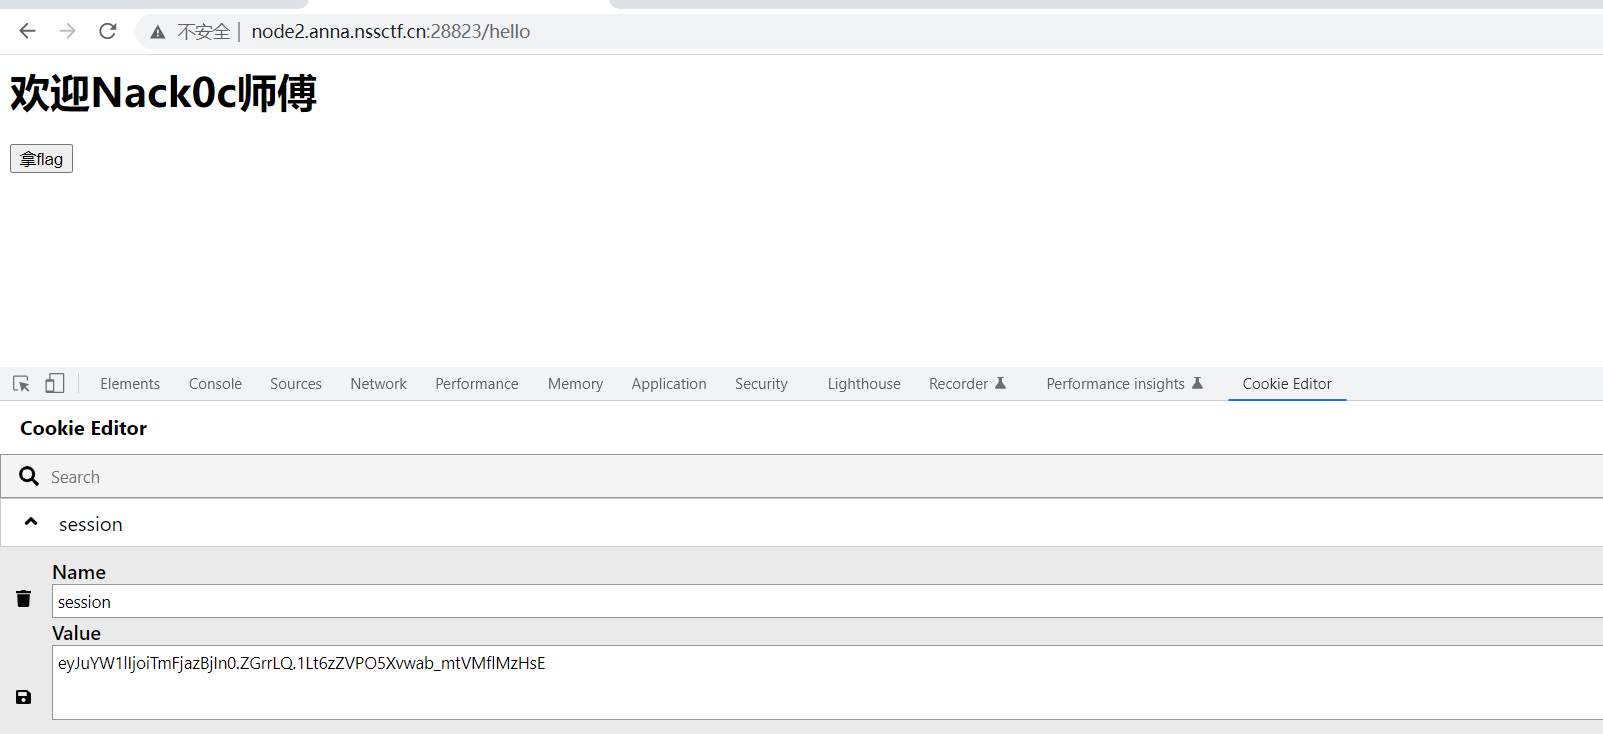 不安全 | node2.anna.nssctf.cn:28823/hello
欢迎Nack0c师傅
拿flag
Elements Console Sources Network Performance Memory Application Security Lighthouse Recorder Performance insights Cookie Editor
Cookie Editor
Search
session
Name
session
Value
eyJuYW1lIjoiTmFjazBjIn0.ZGrrLQ.1Lt6zZVPO5Xvwab_mtVMflMzHsE